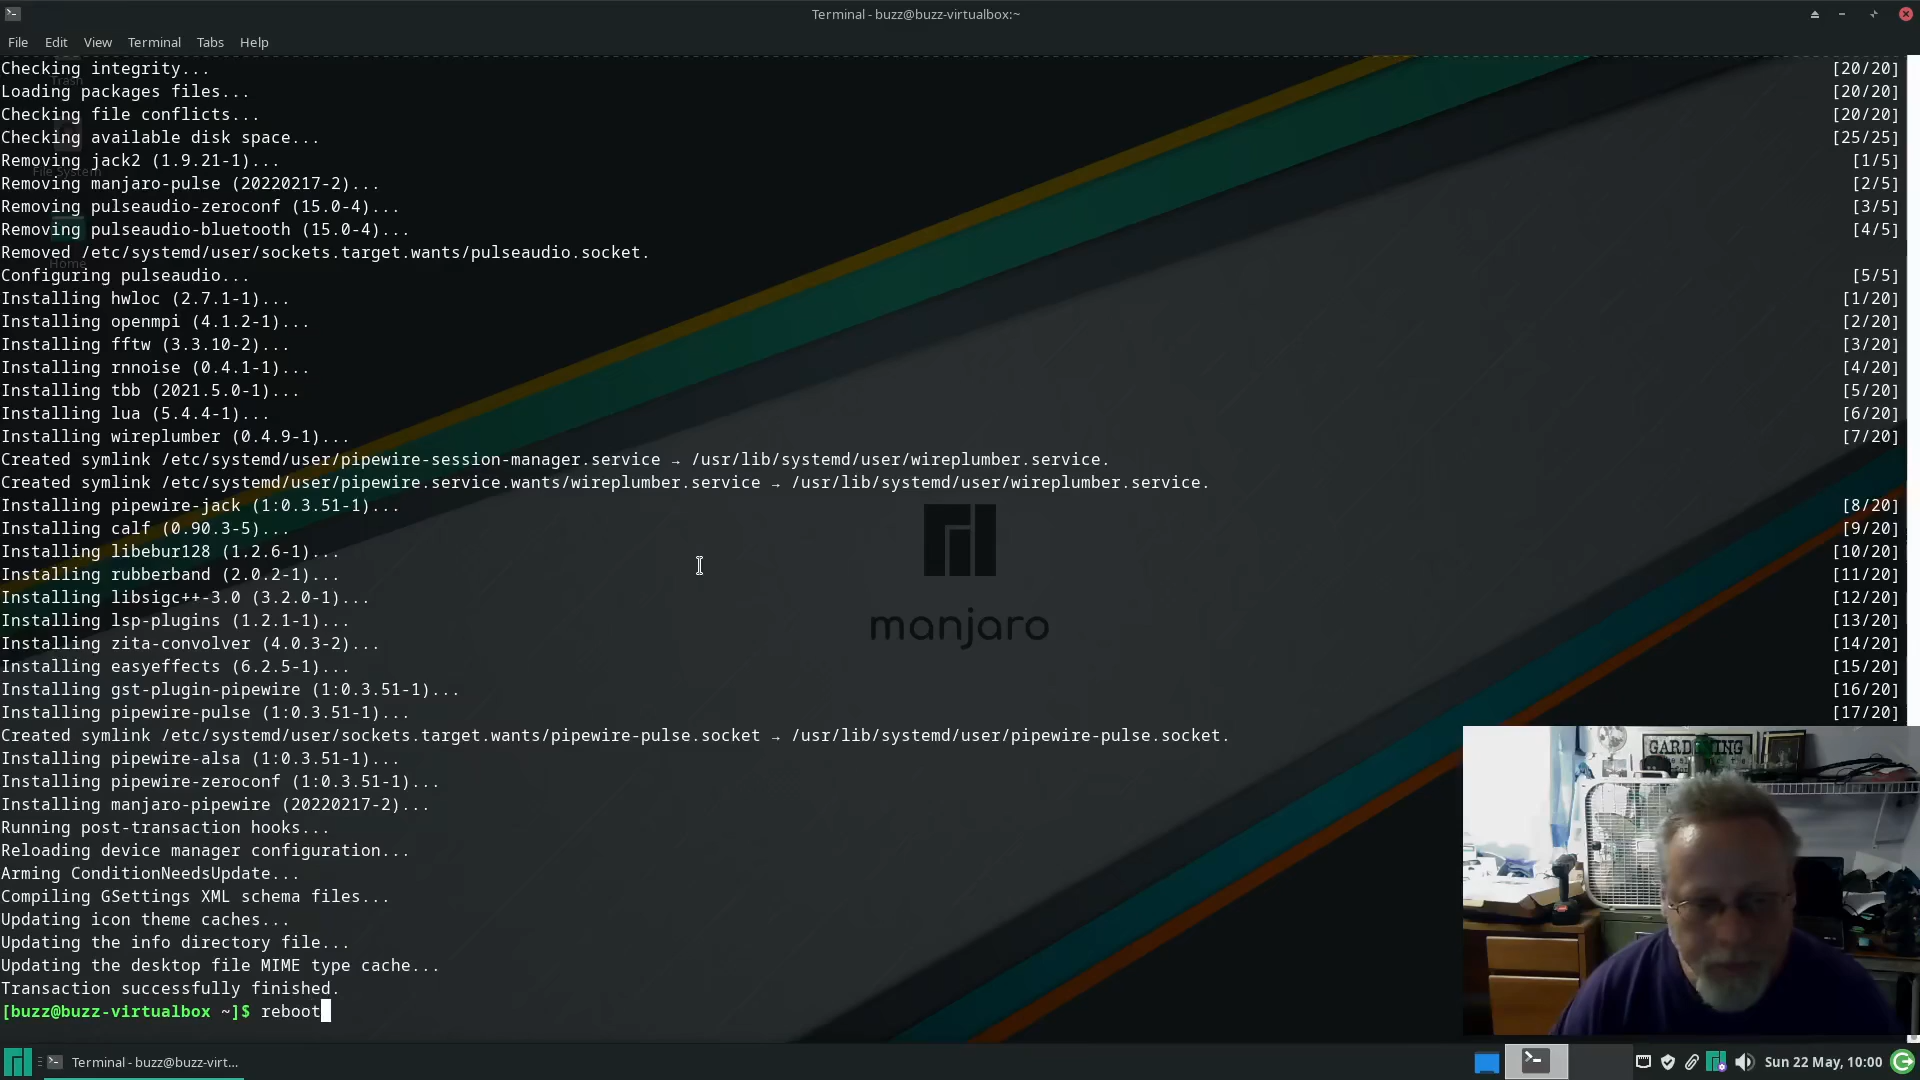 Terminal - buzz@buzz-virtualbox:~
File Edit View Terminal Tabs Help
Checking integrity... [20/20]
Trash
Loading packages files... [20/20]
Checking file conflicts... [20/20]
Checking available disk space... [25/25]
Removing jack2 (1.9.21-1)... [1/5]
File System
Removing manjaro-pulse (20220217-2)... [2/5]
Removing pulseaudio-zeroconf (15.0-4)... [3/5]
Removing pulseaudio-bluetooth (15.0-4)... [4/5]
Removed /etc/systemd/user/sockets.target.wants/pulseaudio.socket.
Home
Configuring pulseaudio... [5/5]
Installing hwloc (2.7.1-1)... [1/20]
Installing openmpi (4.1.2-1)... [2/20]
Installing fftw (3.3.10-2)... [3/20]
Installing rnnoise (0.4.1-1)... [4/20]
Installing tbb (2021.5.0-1)... [5/20]
Installing lua (5.4.4-1)... [6/20]
Installing wireplumber (0.4.9-1)... [7/20]
Created symlink /etc/systemd/user/pipewire-session-manager.service → /usr/lib/systemd/user/wireplumber.service.
Created symlink /etc/systemd/user/pipewire.service.wants/wireplumber.service → /usr/lib/systemd/user/wireplumber.service.
Installing pipewire-jack (1:0.3.51-1)... [8/20]
Installing calf (0.90.3-5)... [9/20]
Installing libebur128 (1.2.6-1)... [10/20]
Installing rubberband (2.0.2-1)... [11/20]
Installing libsigc++-3.0 (3.2.0-1)... [12/20]
Installing lsp-plugins (1.2.1-1)... [13/20]
manjaro
Installing zita-convolver (4.0.3-2)... [14/20]
Installing easyeffects (6.2.5-1)... [15/20]
Installing gst-plugin-pipewire (1:0.3.51-1)... [16/20]
Installing pipewire-pulse (1:0.3.51-1)... [17/20]
Created symlink /etc/systemd/user/sockets.target.wants/pipewire-pulse.socket → /usr/lib/systemd/user/pipewire-pulse.socket.
GARDENING
Installing pipewire-alsa (1:0.3.51-1)...
Installing pipewire-zeroconf (1:0.3.51-1)...
Installing manjaro-pipewire (20220217-2)...
Running post-transaction hooks...
Reloading device manager configuration...
Arming ConditionNeedsUpdate...
Compiling GSettings XML schema files...
Updating icon theme caches...
Updating the info directory file...
Updating the desktop file MIME type cache...
Transaction successfully finished.
[buzz@buzz-virtualbox ~]$ reboot
Terminal - buzz@buzz-virt...
Sun 22 May, 10:00